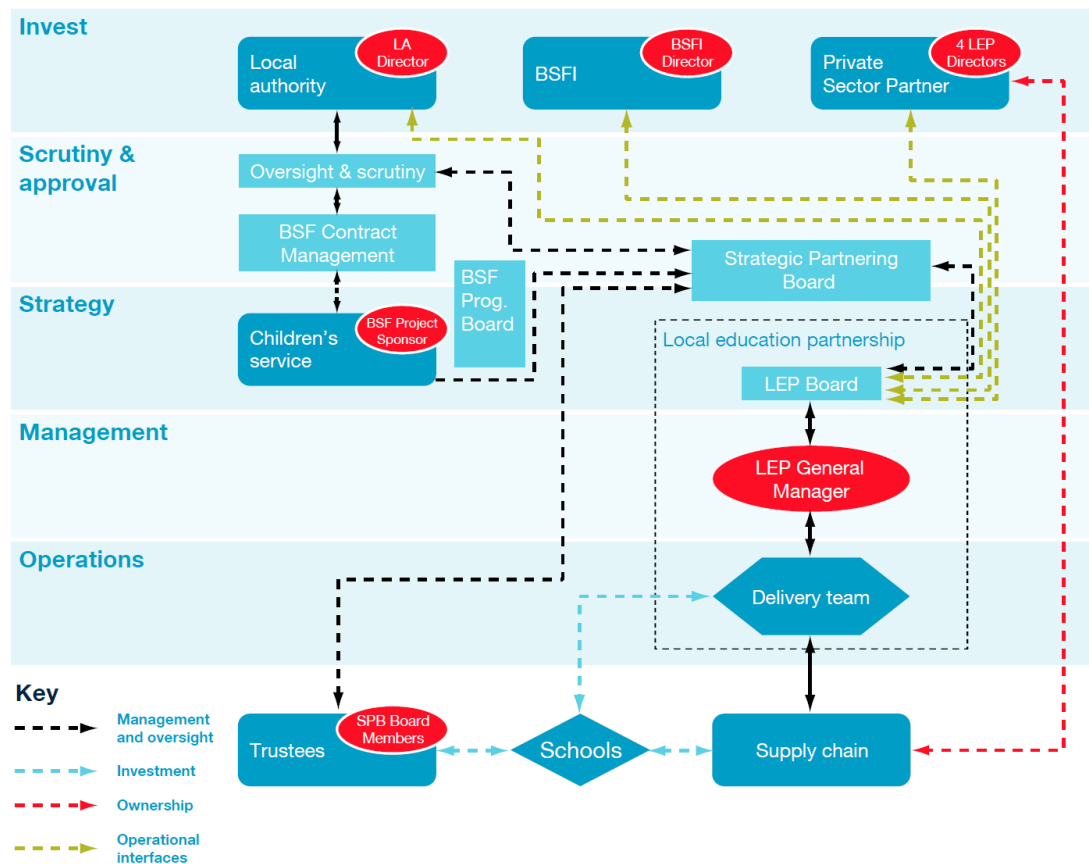 Invest
LA
Director
Local
authority
BSFI
Director
BSFI
4 LEP
Directors
Private
Sector Partner
Scrutiny &
approval
Oversight & scrutiny
BSF Contract
Management
Strategic Partnering
Board
BSF
Prog.
Board
Strategy
BSF Project
Sponsor
Children's
service
Local education partnership
LEP Board
Management
LEP General
Manager
Operations
Delivery team
Key
Management
and oversight
Investment
Ownership
Operational
interfaces
SPB Board
Members
Trustees
Schools
Supply chain